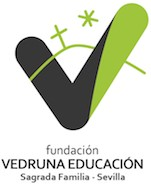 fundación
VEDRUNA EDUCACIÓN
Sagrada Familia - Sevilla